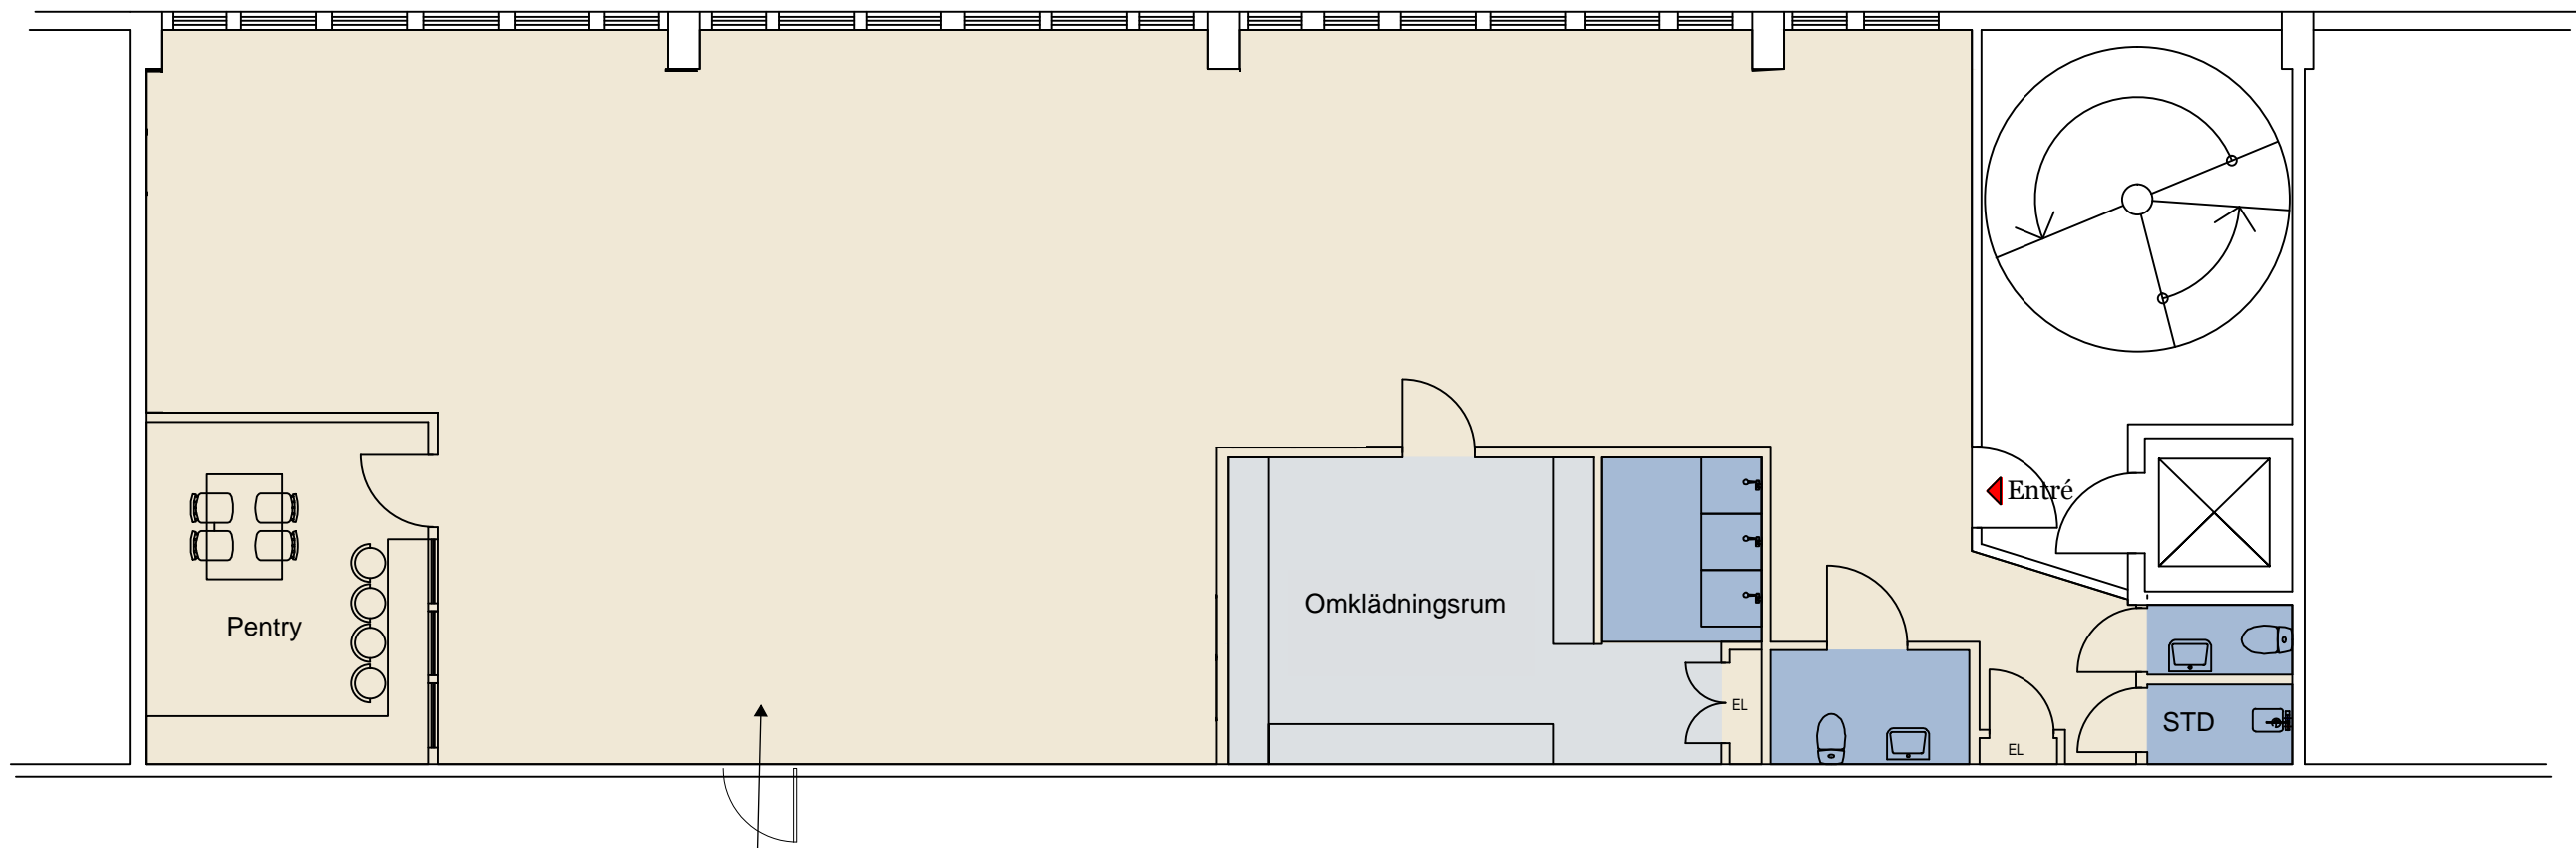 Entré
Omklädningsrum
Pentry
EL
STD
EL